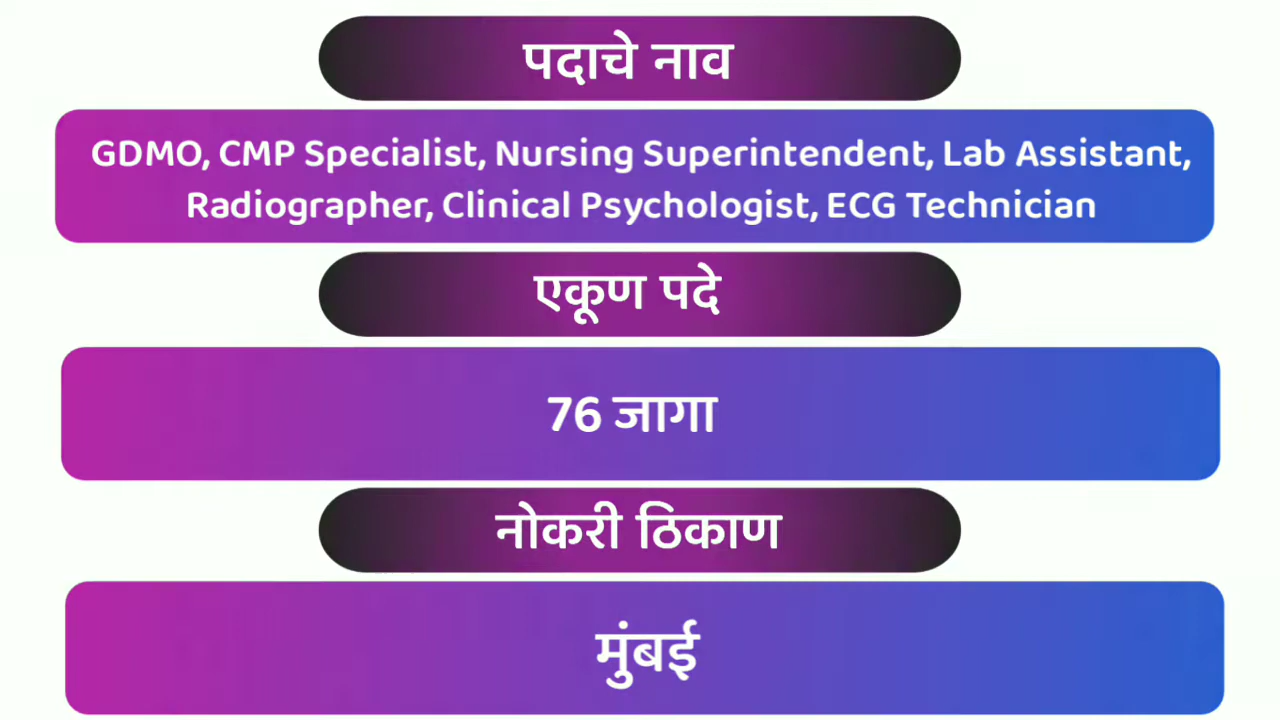 पदाचे नाव
GDMO, CMP Specialist, Nursing Superintendent, Lab Assistant,
Radiographer, Clinical Psychologist, ECG Technician
एकूण पदे
76 जागा
नोकरी ठिकाण
मुंबई